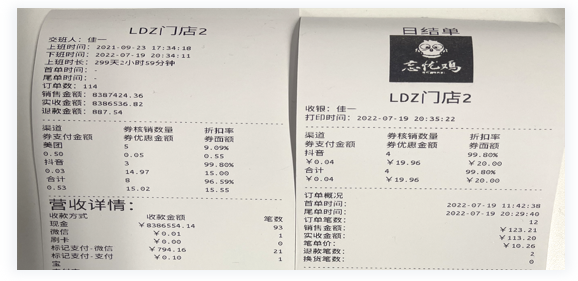 LDZ门店2
交班人: 佳一
上班时间: 2021-09-23 17:34:18
下班时间: 2022-07-19 20:34:11
上班时长: 299天2小时59分钟
首单时间: -
尾单时间: -
订单数: 114
销售金额: 8387424.36
实收金额: 8386536.82
退款金额: 887.54
渠道 券核销数量 折扣率
券支付金额 券优惠金额 券面额
美团 5 9.09%
0.50 0.05 0.55
抖音 3 99.80%
0.03 14.97 15.00
合计 8 96.59%
0.53 15.02 15.55
营收详情:
收款方式 收款金额 笔数
现金 ￥8386554.14 93
微信 ￥0.01 1
刷卡 ￥0.00 0
标记支付-微信 ￥794.16 21
标记支付-支付 ￥0.10 1
宝
日结单
忘忧鸡
LDZ门店2
收银: 佳一
打印时间: 2022-07-19 20:35:22
渠道 券核销数量 折扣率
券支付金额 券优惠金额 券面额
抖音 4 99.80%
￥0.04 ￥19.96 ￥20.00
合计 4 99.80%
￥0.04 ￥19.96 ￥20.00
订单概况
首单时间: 2022-07-19 11:42:38
尾单时间: 2022-07-19 20:29:40
订单笔数: 12
销售金额: ￥123.21
实收金额: ￥113.20
笔单价: ￥10.26
退款笔数: 2
换货笔数: 0